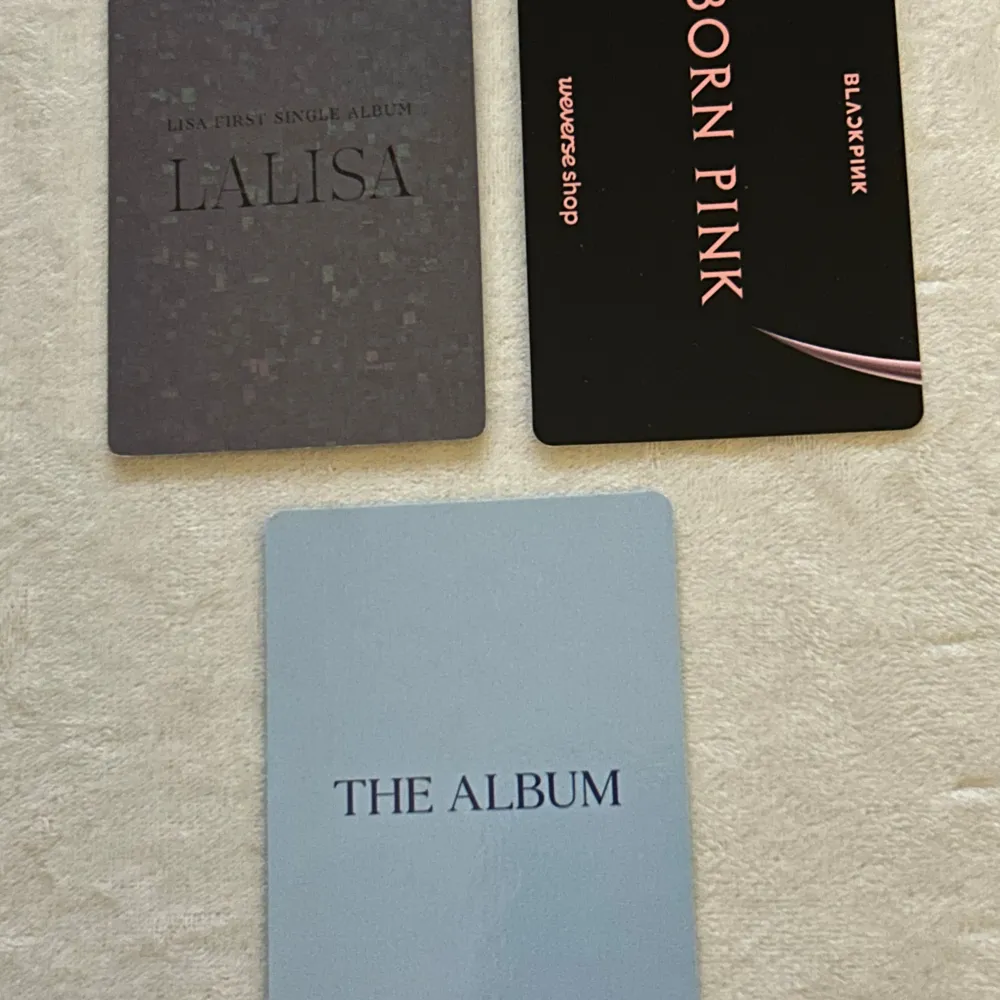 LISA FIRST SINGLE ALBUM
LALISA
BORN PINK
BLACKPINK
weverse shop
THE ALBUM